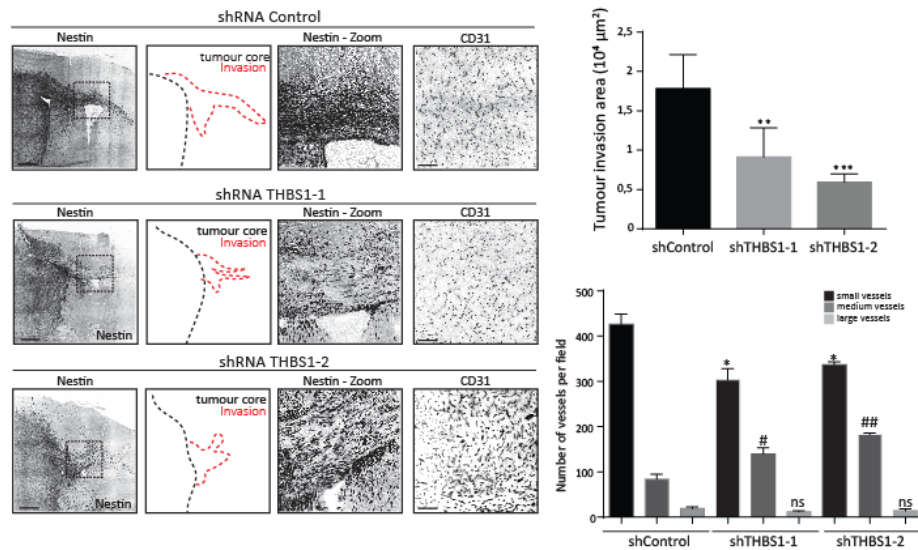 shRNA Control
Nestin
Nestin - Zoom
CD31
tumour core
Invasion
shRNA THBS1-1
Nestin
Nestin - Zoom
CD31
tumour core
Invasion
Nestin
shRNA THBS1-2
Nestin
Nestin - Zoom
CD31
tumour core
Invasion
Nestin
Tumour invasion area (10⁴ µm²)
2,5
2
1,5
1
0,5
0
**
***
shControl shTHBS1-1 shTHBS1-2
small vessels
medium vessels
large vessels
Number of vessels per field
500
400
300
200
100
0
* # ns
* ## ns
shControl shTHBS1-1 shTHBS1-2